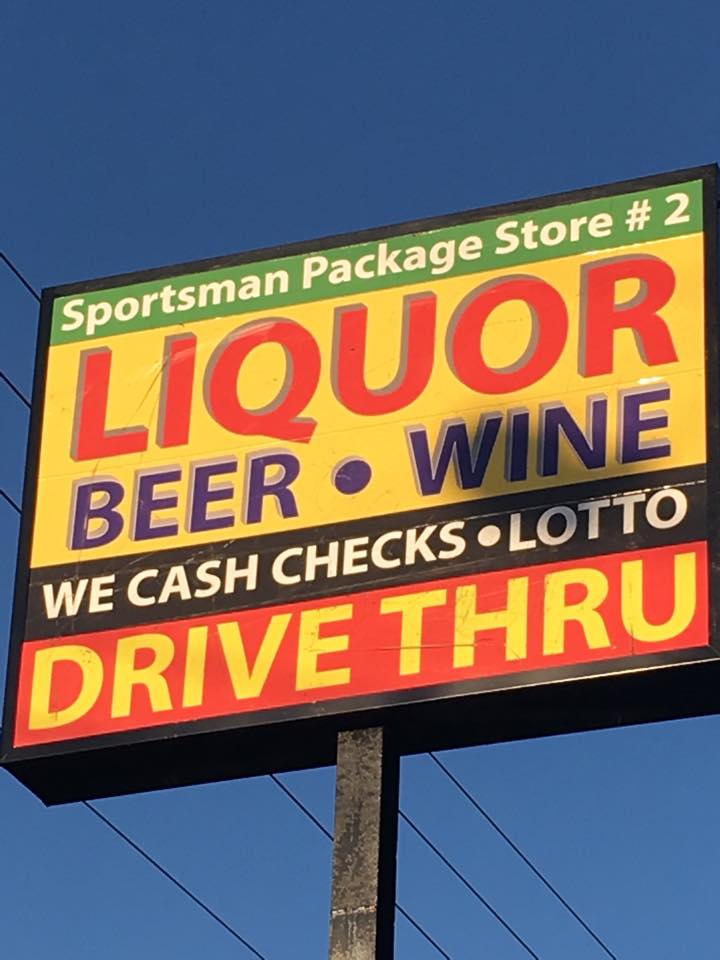 Sportsman Package Store # 2
LIQUOR
BEER • WINE
WE CASH CHECKS • LOTTO
DRIVE THRU